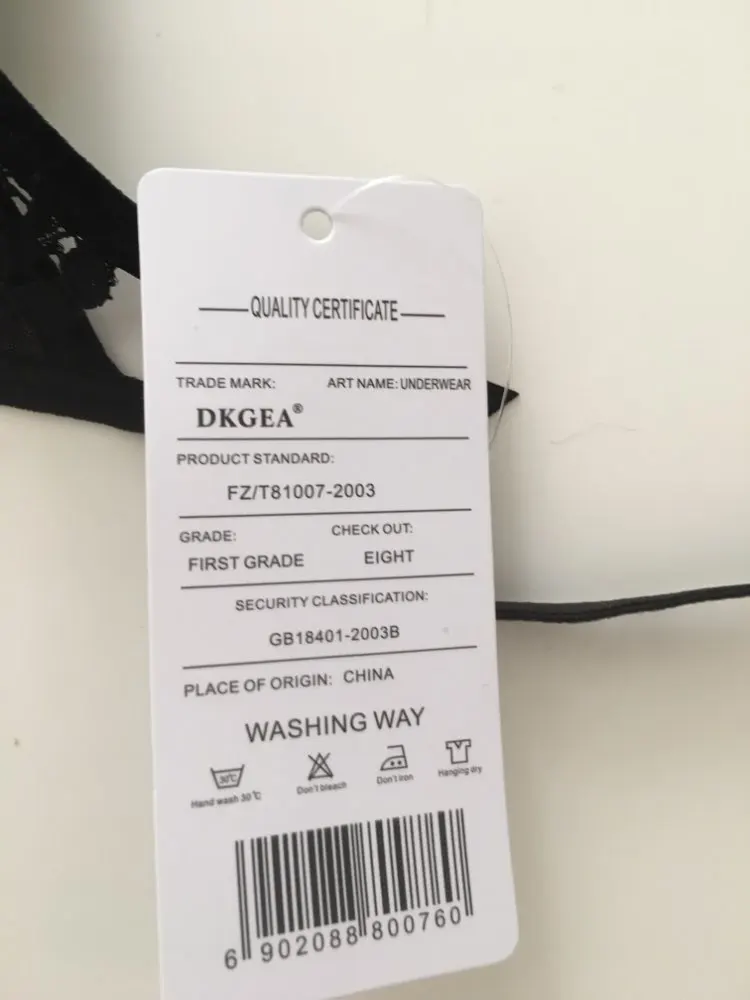 QUALITY CERTIFICATE
TRADE MARK: ART NAME: UNDERWEAR
DKGEA®
PRODUCT STANDARD:
FZ/T81007-2003
GRADE: CHECK OUT:
FIRST GRADE EIGHT
SECURITY CLASSIFICATION:
GB18401-2003B
PLACE OF ORIGIN: CHINA
WASHING WAY
30℃
Hand wash 30℃ Don't bleach Don't iron Hanging dry
6 902088 800760